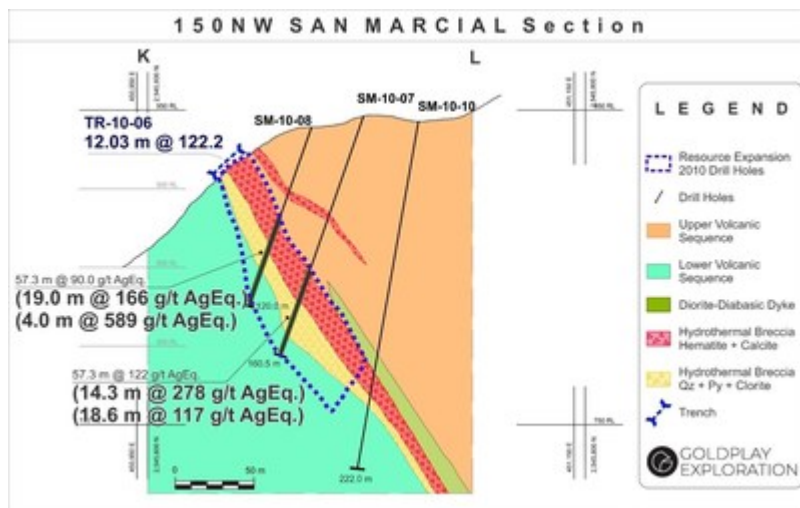 150NW SAN MARCIAL Section
K
L
SM-10-07
SM-10-10
SM-10-08
TR-10-06
12.03 m @ 122.2
57.3 m @ 90.0 g/t AgEq.
(19.0 m @ 166 g/t AgEq.)
(4.0 m @ 589 g/t AgEq.)
120.0 m
160.5 m
57.3 m @ 122 g/t AgEq.
(14.3 m @ 278 g/t AgEq.)
(18.6 m @ 117 g/t AgEq.)
222.0 m
0
50 m
LEGEND
Resource Expansion
2010 Drill Holes
Drill Holes
Upper Volcanic
Sequence
Lower Volcanic
Sequence
Diorite-Diabasic Dyke
Hydrothermal Breccia
Hematite + Calcite
Hydrothermal Breccia
Qz + Py + Clorite
Trench
GOLDPLAY
EXPLORATION